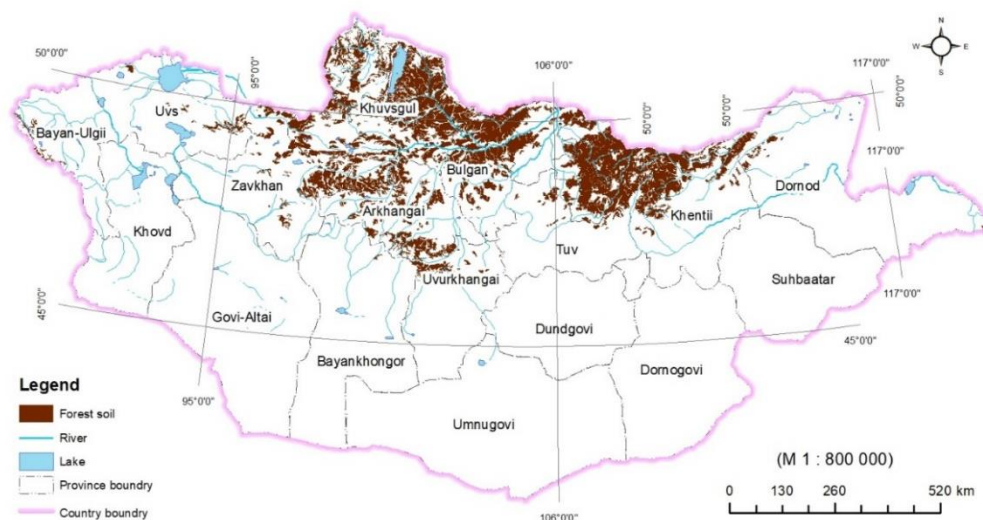 50°0'0"
95°0'0"
106°0'0"
117°0'0"
50°0'0"
50°0'0"
50°0'0"
117°0'0"
117°0'0"
N
W E
S
Uvs
Bayan-Ulgii
Khuvsgul
Zavkhan
Bulgan
Arkhangai
Khentii
Dornod
Khovd
Tuv
Uvurkhangai
Suhbaatar
Govi-Altai
Dundgovi
Bayankhongor
Dornogovi
Umnugovi
45°0'0"
45°0'0"
95°0'0"
106°0'0"
Legend
Forest soil
River
Lake
Province boundry
Country boundary
(M 1 : 800 000)
0 130 260 520 km